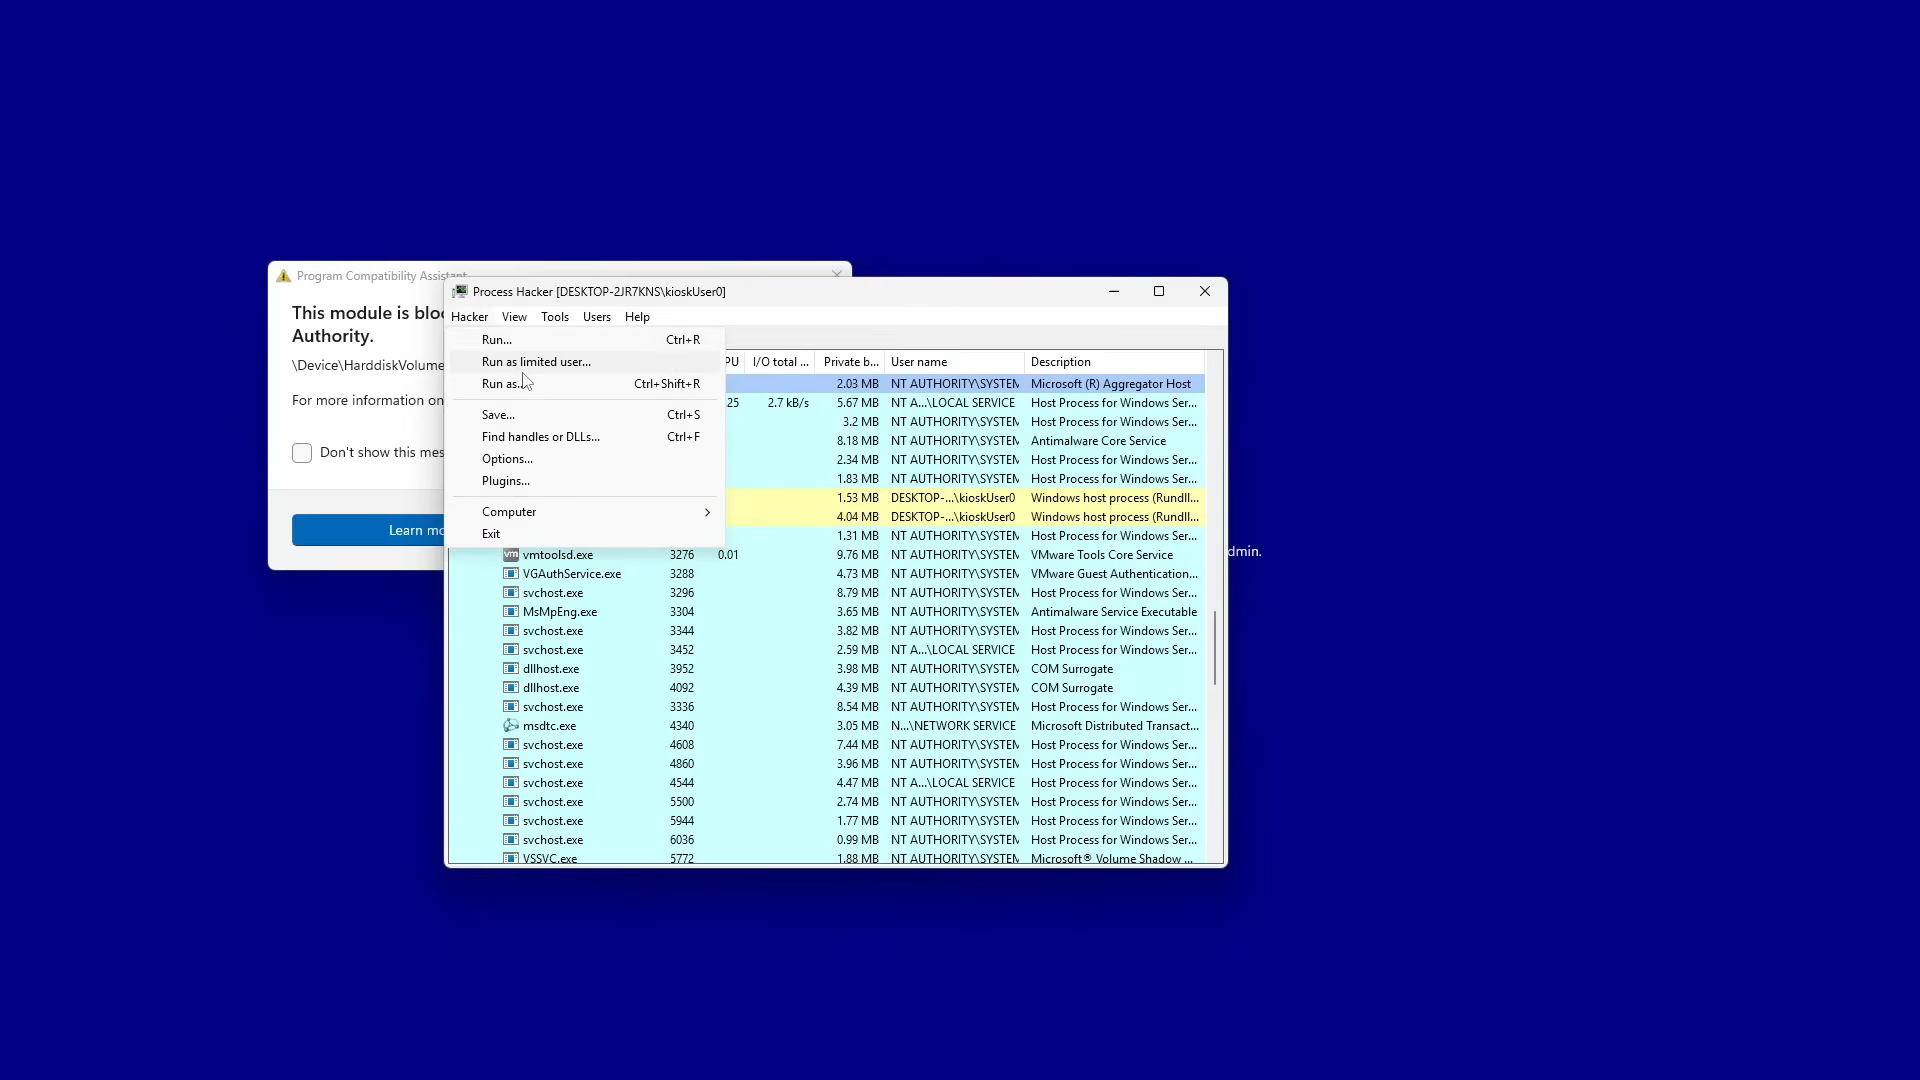 Program Compatibility Assistant
This module is bloc
Authority.
\Device\HarddiskVolume
For more information on
Don't show this mes
Learn mo
Process Hacker [DESKTOP-2JR7KNS\kioskUser0]
Hacker View Tools Users Help
Run... Ctrl+R
Run as limited user...
Run as... Ctrl+Shift+R
Save... Ctrl+S
Find handles or DLLs... Ctrl+F
Options...
Plugins...
Computer
Exit
PU I/O total ... Private b... User name Description
2.03 MB NT AUTHORITY\SYSTEM Microsoft (R) Aggregator Host
25 2.7 kB/s 5.67 MB NT A...\LOCAL SERVICE Host Process for Windows Ser...
3.2 MB NT AUTHORITY\SYSTEM Host Process for Windows Ser...
8.18 MB NT AUTHORITY\SYSTEM Antimalware Core Service
2.34 MB NT AUTHORITY\SYSTEM Host Process for Windows Ser...
1.83 MB NT AUTHORITY\SYSTEM Host Process for Windows Ser...
1.53 MB DESKTOP-...\kioskUser0 Windows host process (Rundll...
4.04 MB DESKTOP-...\kioskUser0 Windows host process (Rundll...
1.31 MB NT AUTHORITY\SYSTEM Host Process for Windows Ser...
vm vmtoolsd.exe 3276 0.01 9.76 MB NT AUTHORITY\SYSTEM VMware Tools Core Service
VGAuthService.exe 3288 4.73 MB NT AUTHORITY\SYSTEM VMware Guest Authentication...
svchost.exe 3296 8.79 MB NT AUTHORITY\SYSTEM Host Process for Windows Ser...
MsMpEng.exe 3304 3.65 MB NT AUTHORITY\SYSTEM Antimalware Service Executable
svchost.exe 3344 3.82 MB NT AUTHORITY\SYSTEM Host Process for Windows Ser...
svchost.exe 3452 2.59 MB NT A...\LOCAL SERVICE Host Process for Windows Ser...
dllhost.exe 3952 3.98 MB NT AUTHORITY\SYSTEM COM Surrogate
dllhost.exe 4092 4.39 MB NT AUTHORITY\SYSTEM COM Surrogate
svchost.exe 3336 8.54 MB NT AUTHORITY\SYSTEM Host Process for Windows Ser...
msdtc.exe 4340 3.05 MB N...\NETWORK SERVICE Microsoft Distributed Transact...
svchost.exe 4608 7.44 MB NT AUTHORITY\SYSTEM Host Process for Windows Ser...
svchost.exe 4860 3.96 MB NT AUTHORITY\SYSTEM Host Process for Windows Ser...
svchost.exe 4544 4.47 MB NT A...\LOCAL SERVICE Host Process for Windows Ser...
svchost.exe 5500 2.74 MB NT AUTHORITY\SYSTEM Host Process for Windows Ser...
svchost.exe 5944 1.77 MB NT AUTHORITY\SYSTEM Host Process for Windows Ser...
svchost.exe 6036 0.99 MB NT AUTHORITY\SYSTEM Host Process for Windows Ser...
VSSVC.exe 5772 1.88 MB NT AUTHORITY\SYSTEM Microsoft® Volume Shadow ...
dmin.